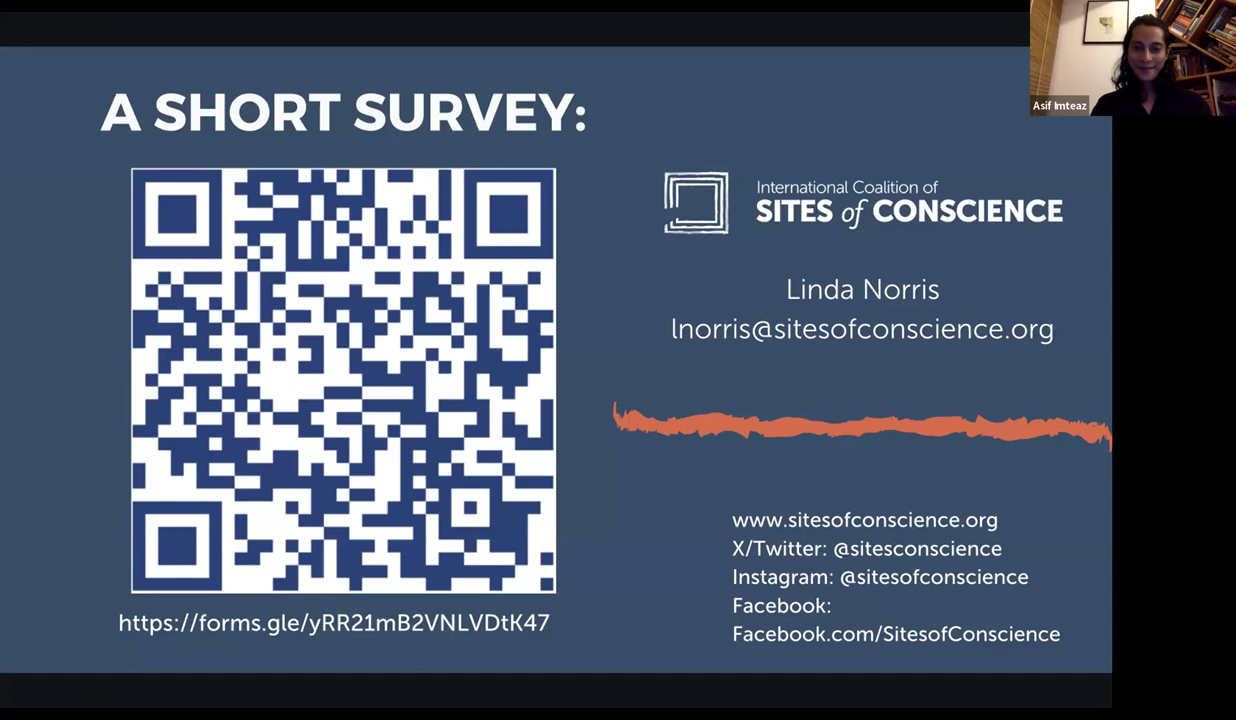 A SHORT SURVEY:
https://forms.gle/yRR21mB2VNLVDtK47
International Coalition of
SITES of CONSCIENCE
Linda Norris
lnorris@sitesofconscience.org
www.sitesofconscience.org
X/Twitter: @sitesconscience
Instagram: @sitesofconscience
Facebook:
Facebook.com/SitesofConscience
Asif Imteaz